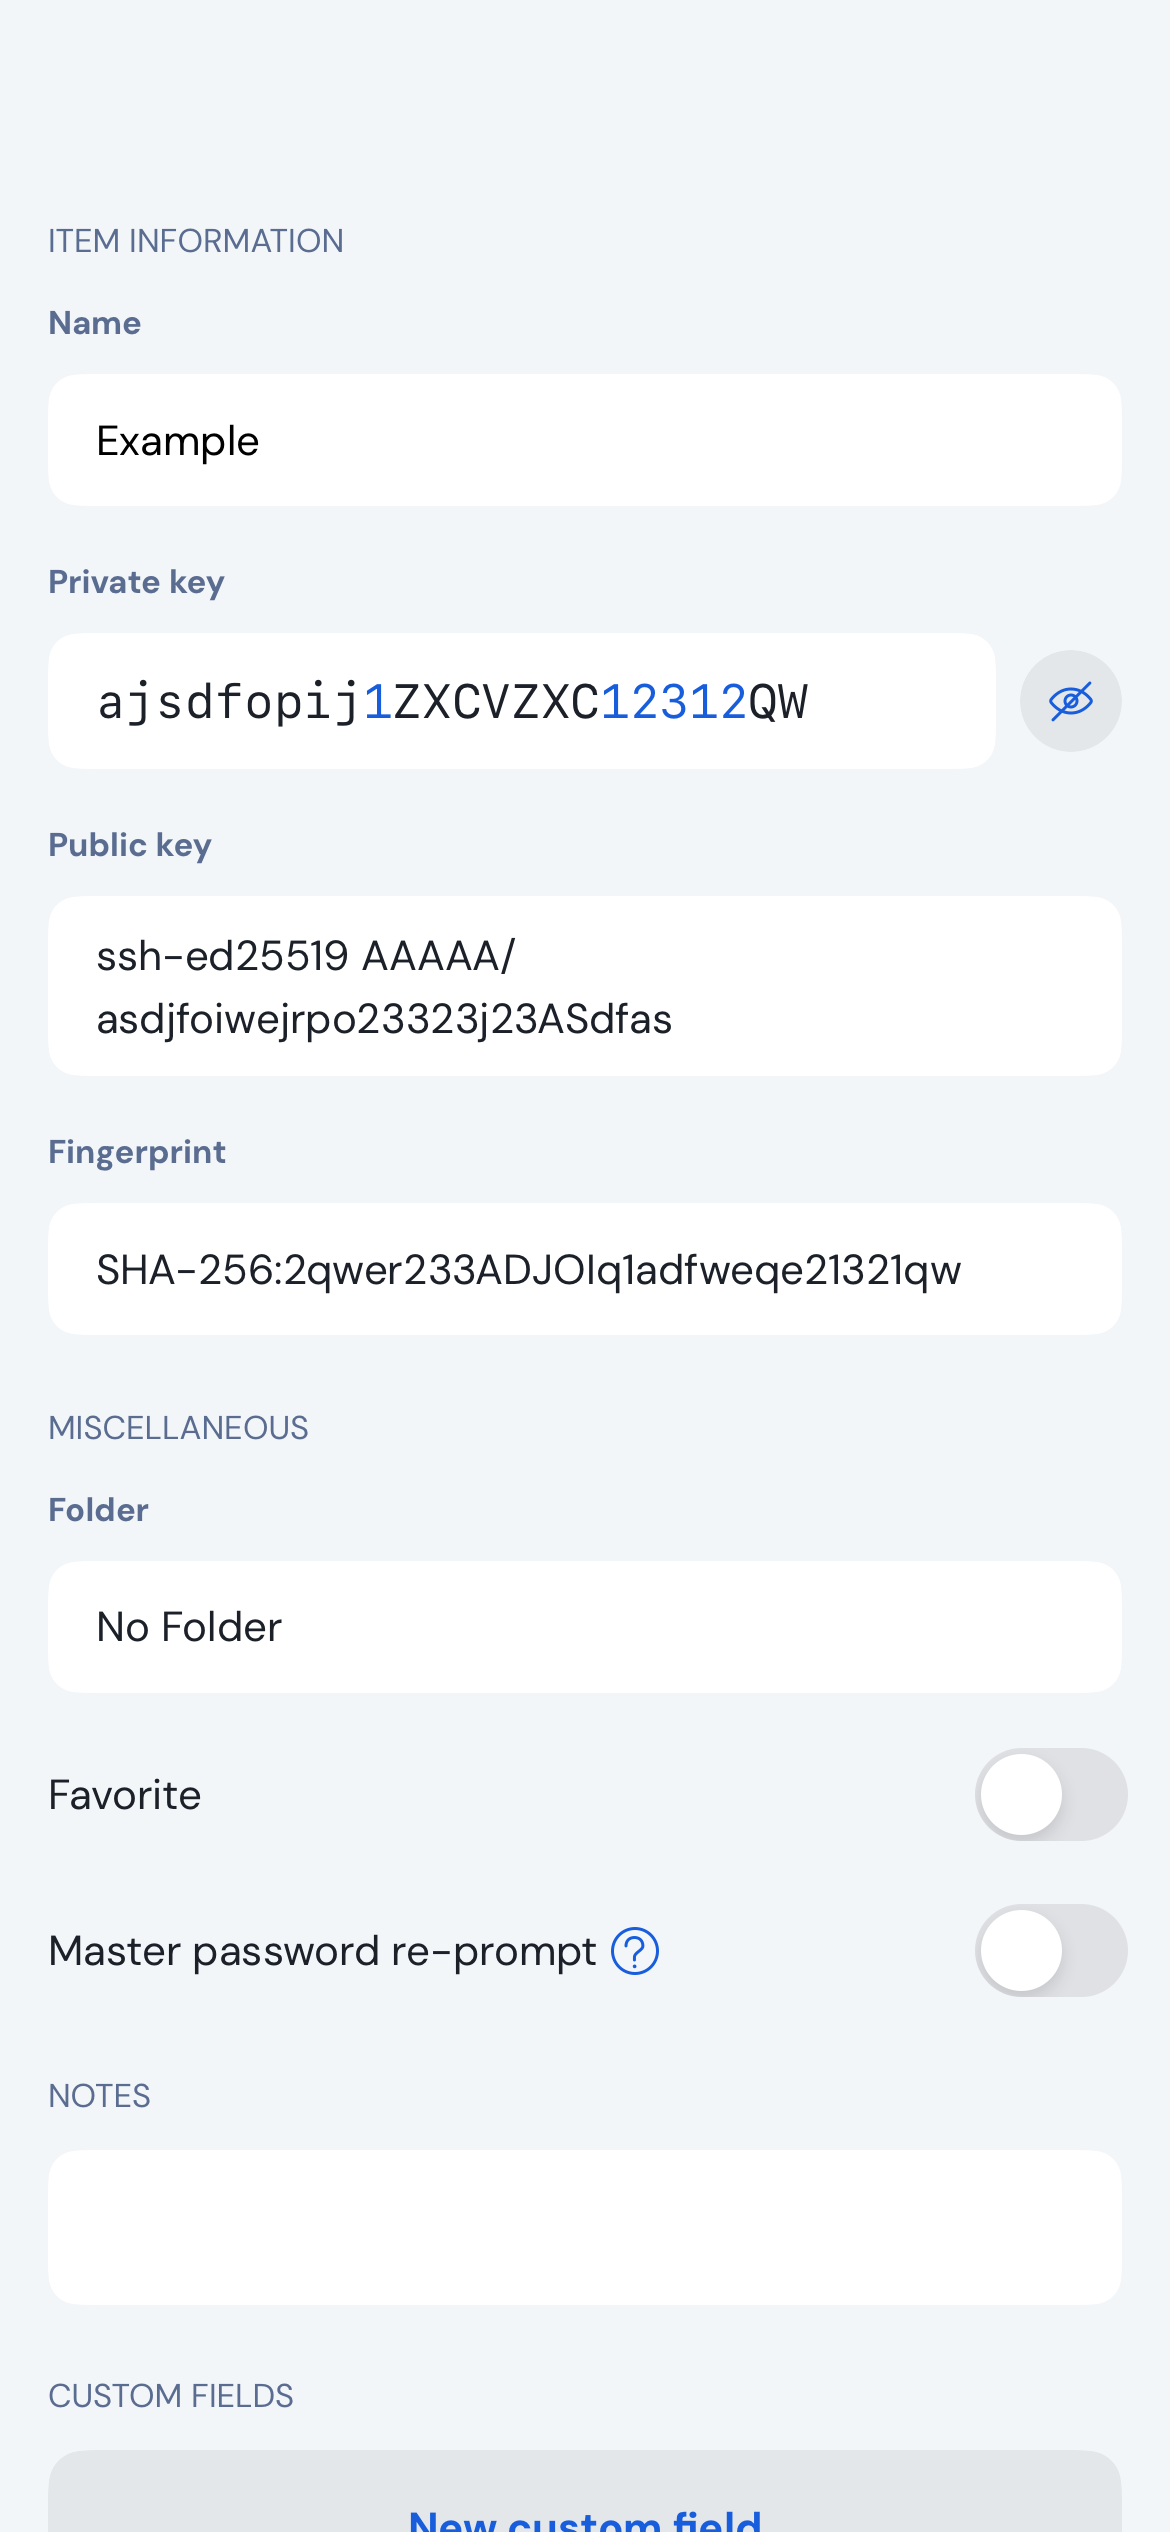 ITEM INFORMATION
Name
Example
Private key
ajsdfopij1ZXCVZXC12312QW
Public key
ssh-ed25519 AAAAA/
asdjfoiwejrpo23323j23ASdfas
Fingerprint
SHA-256:2qwer233ADJOIq1adfweqe21321qw
MISCELLANEOUS
Folder
No Folder
Favorite
Master password re-prompt ?
NOTES
CUSTOM FIELDS
New custom field